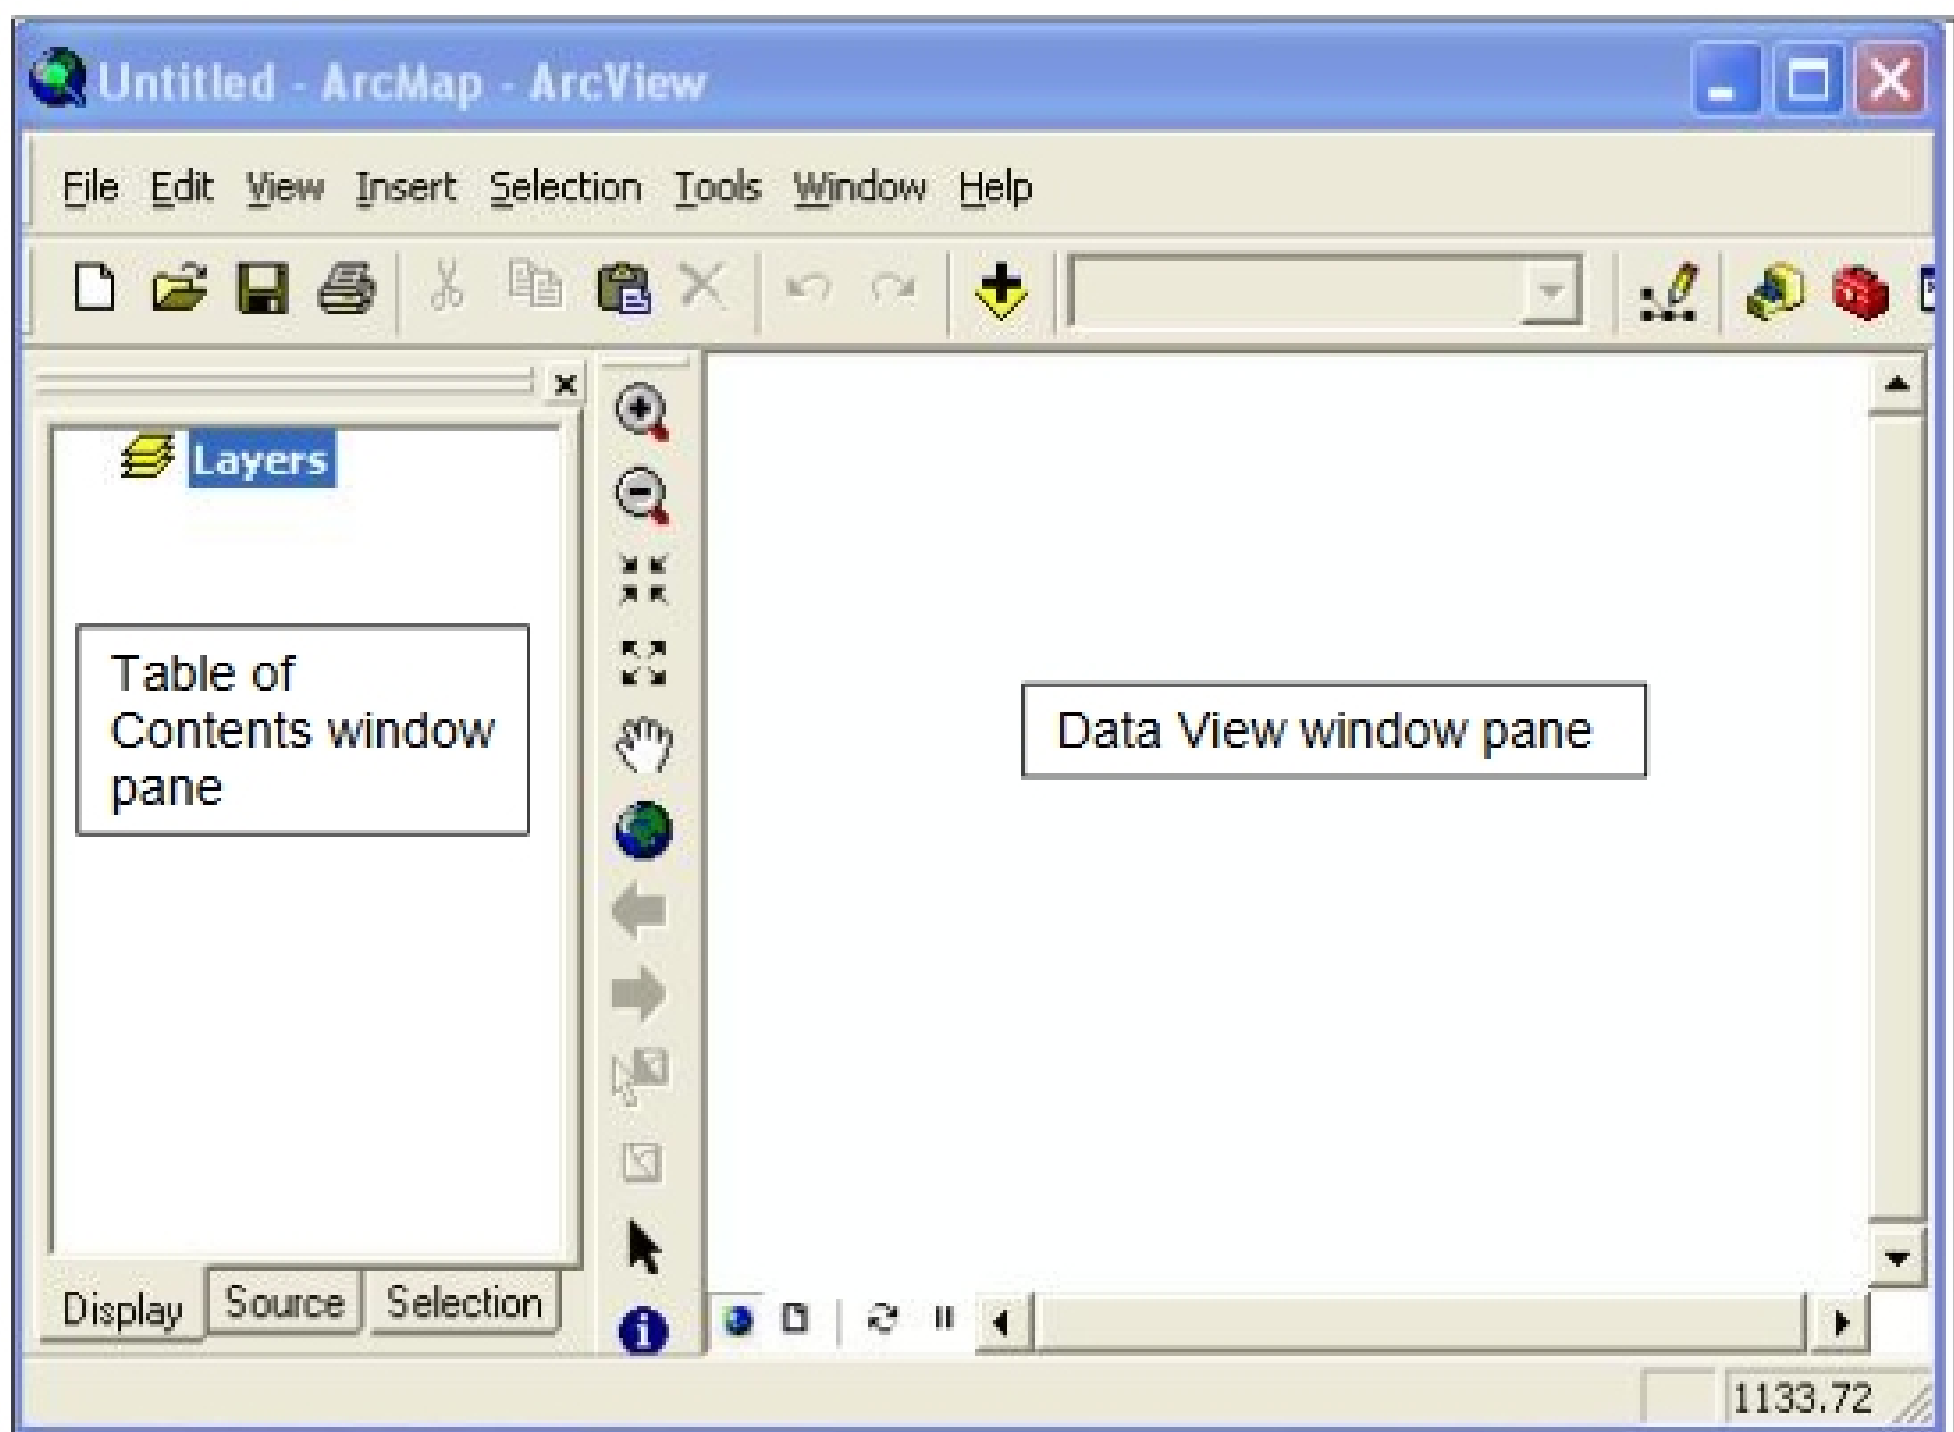 Untitled - ArcMap - ArcView
File Edit View Insert Selection Tools Window Help
Layers
Table of
Contents window
pane
Data View window pane
Display Source Selection
1133.72